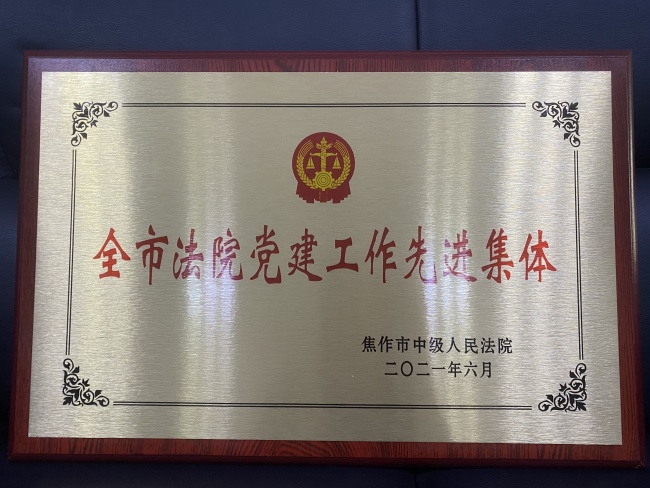 全市法院党建工作先进集体
焦作市中级人民法院
二〇二一年六月